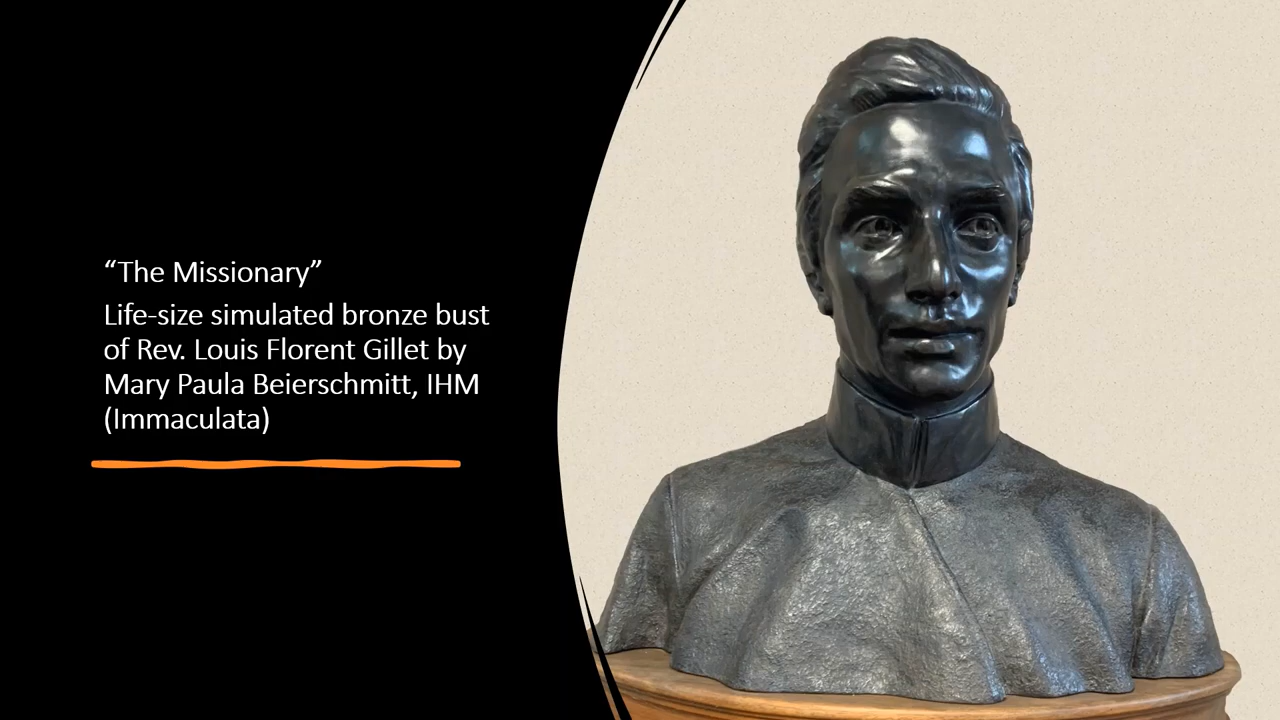 “The Missionary”
Life-size simulated bronze bust
of Rev. Louis Florent Gillet by
Mary Paula Beierschmitt, IHM
(Immaculata)